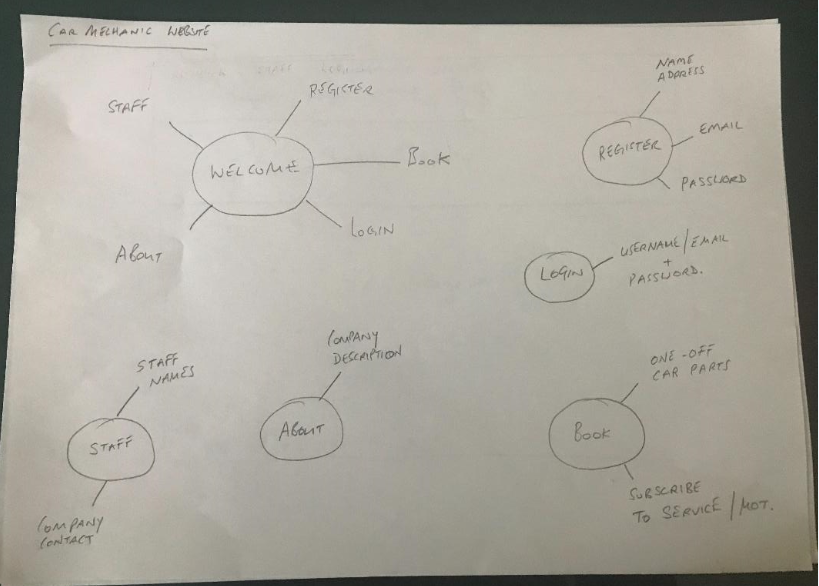 CAR MECHANIC WEBSITE
STAFF
REGISTER
WELCOME
BOOK
LOGIN
ABOUT
NAME
ADDRESS
REGISTER
EMAIL
PASSWORD
LOGIN
USERNAME/EMAIL
+
PASSWORD.
STAFF
NAMES
STAFF
COMPANY
CONTACT
COMPANY
DESCRIPTION
ABOUT
ONE-OFF
CAR PARTS
BOOK
SUBSCRIBE
TO SERVICE/MOT.